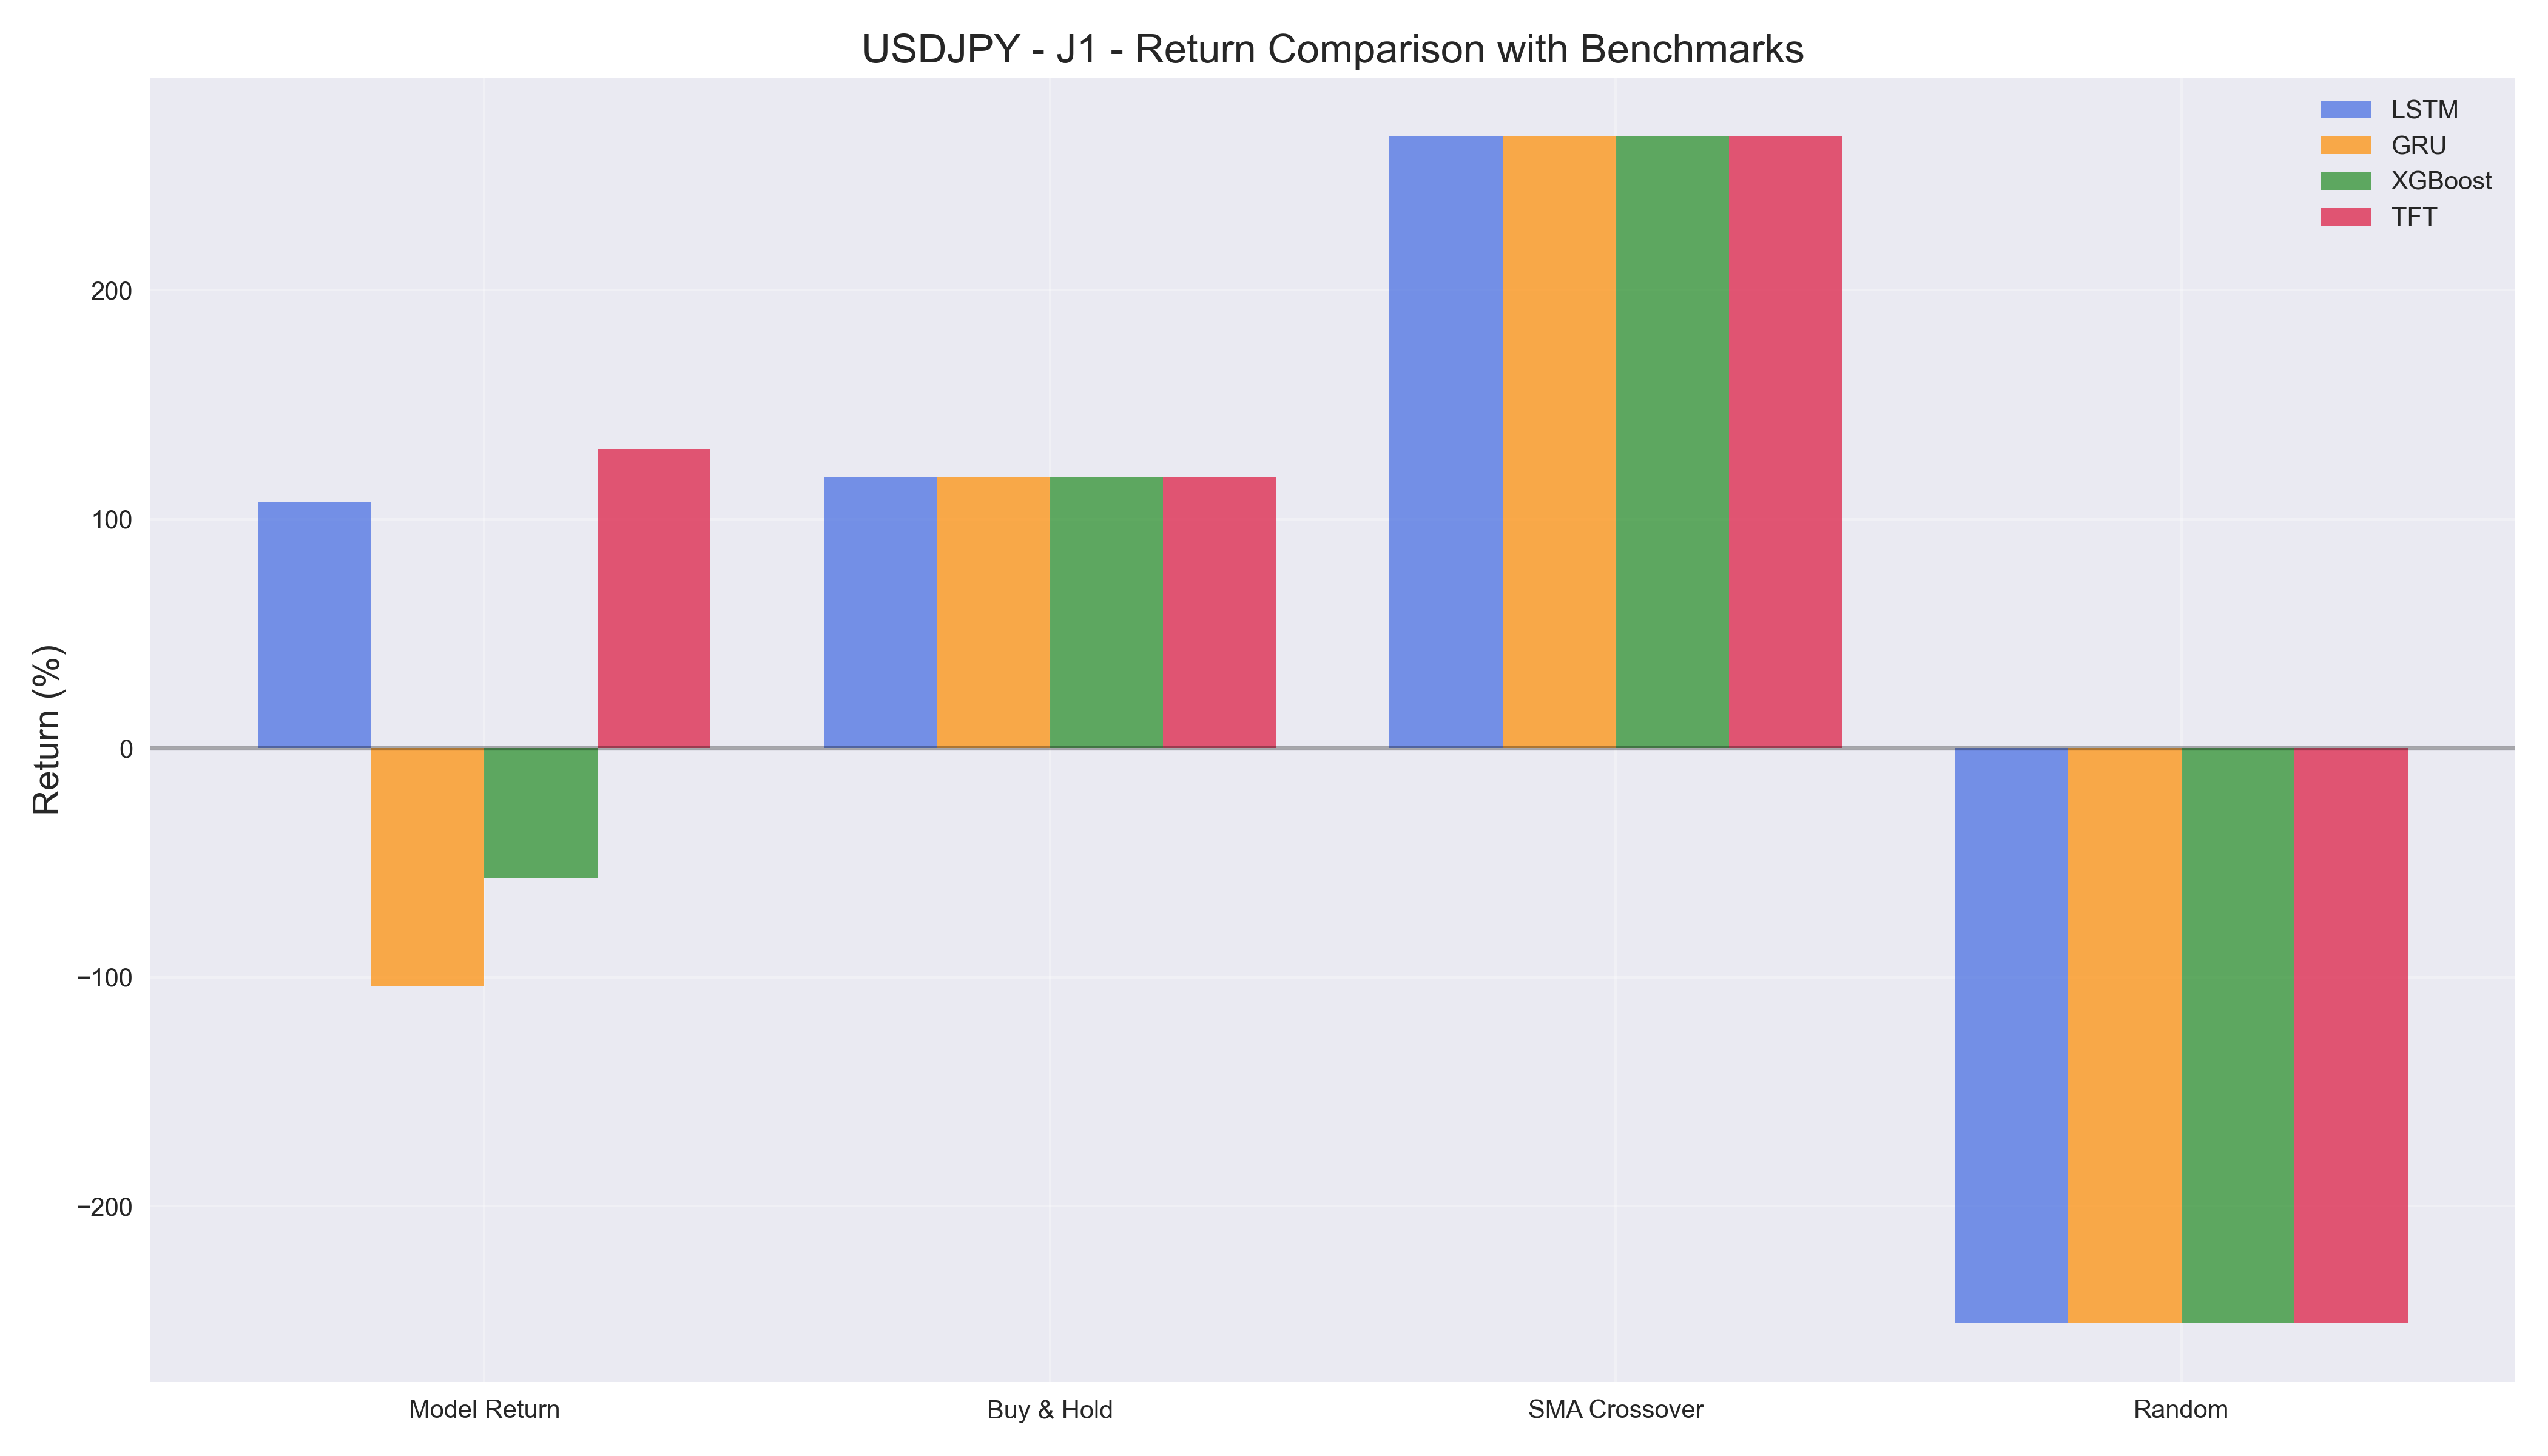 USDJPY - J1 - Return Comparison with Benchmarks
LSTM
GRU
XGBoost
TFT
Return (%)
200
100
0
−100
−200
Model Return
Buy & Hold
SMA Crossover
Random